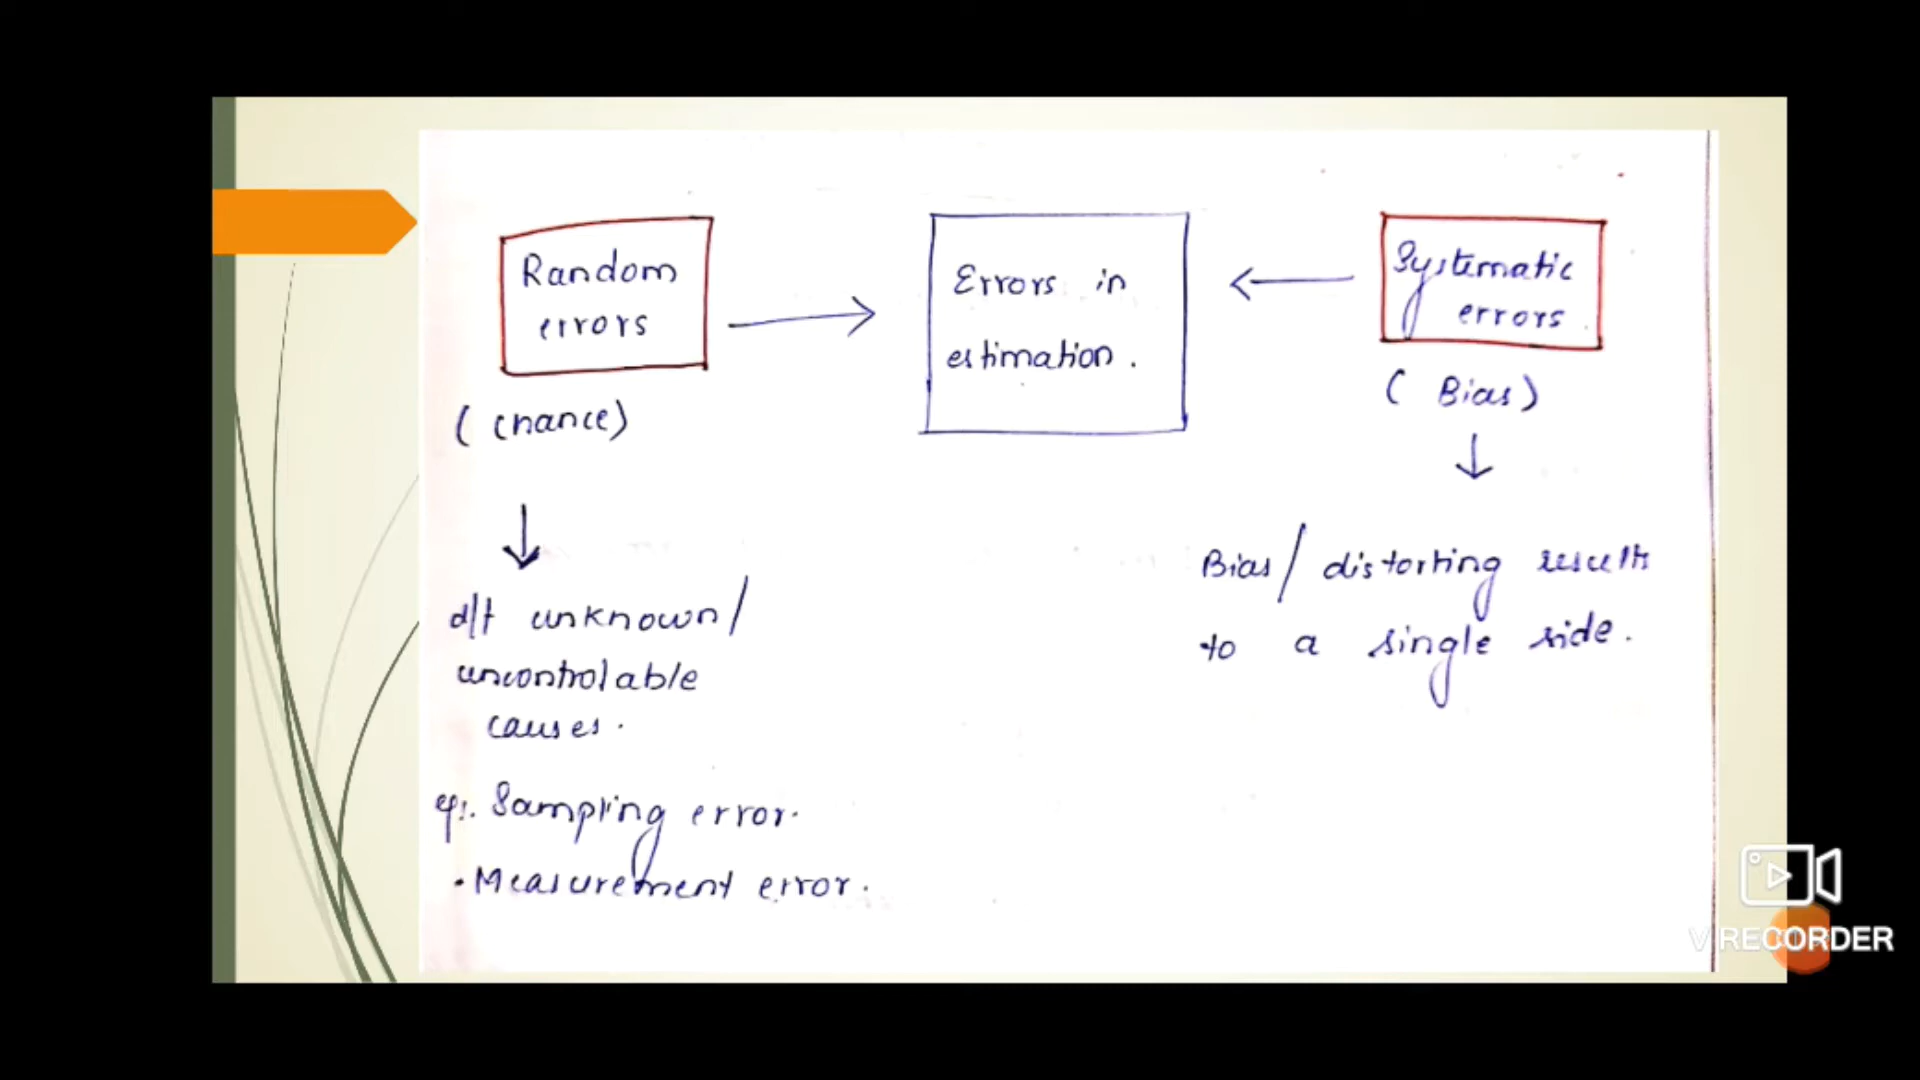 Random
errors
Errors in
estimation.
Systematic
errors
(chance)
(Bias)
d/t unknown/
uncontrolable
causes.
Bias/distorting results
to a single side.
eg:. Sampling error.
• Measurement error.
V RECORDER